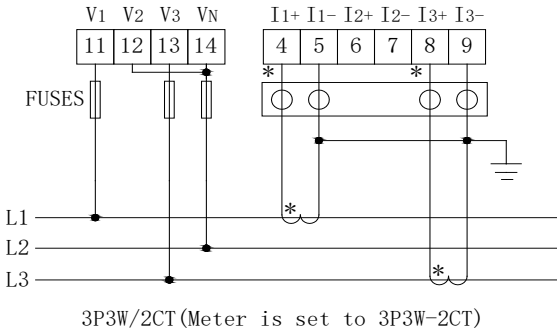 V1 V2 V3 VN I1+ I1- I2+ I2- I3+ I3-
11 12 13 14 4 5 6 7 8 9
* *
FUSES
*
L1
L2
*
L3
3P3W/2CT(Meter is set to 3P3W-2CT)